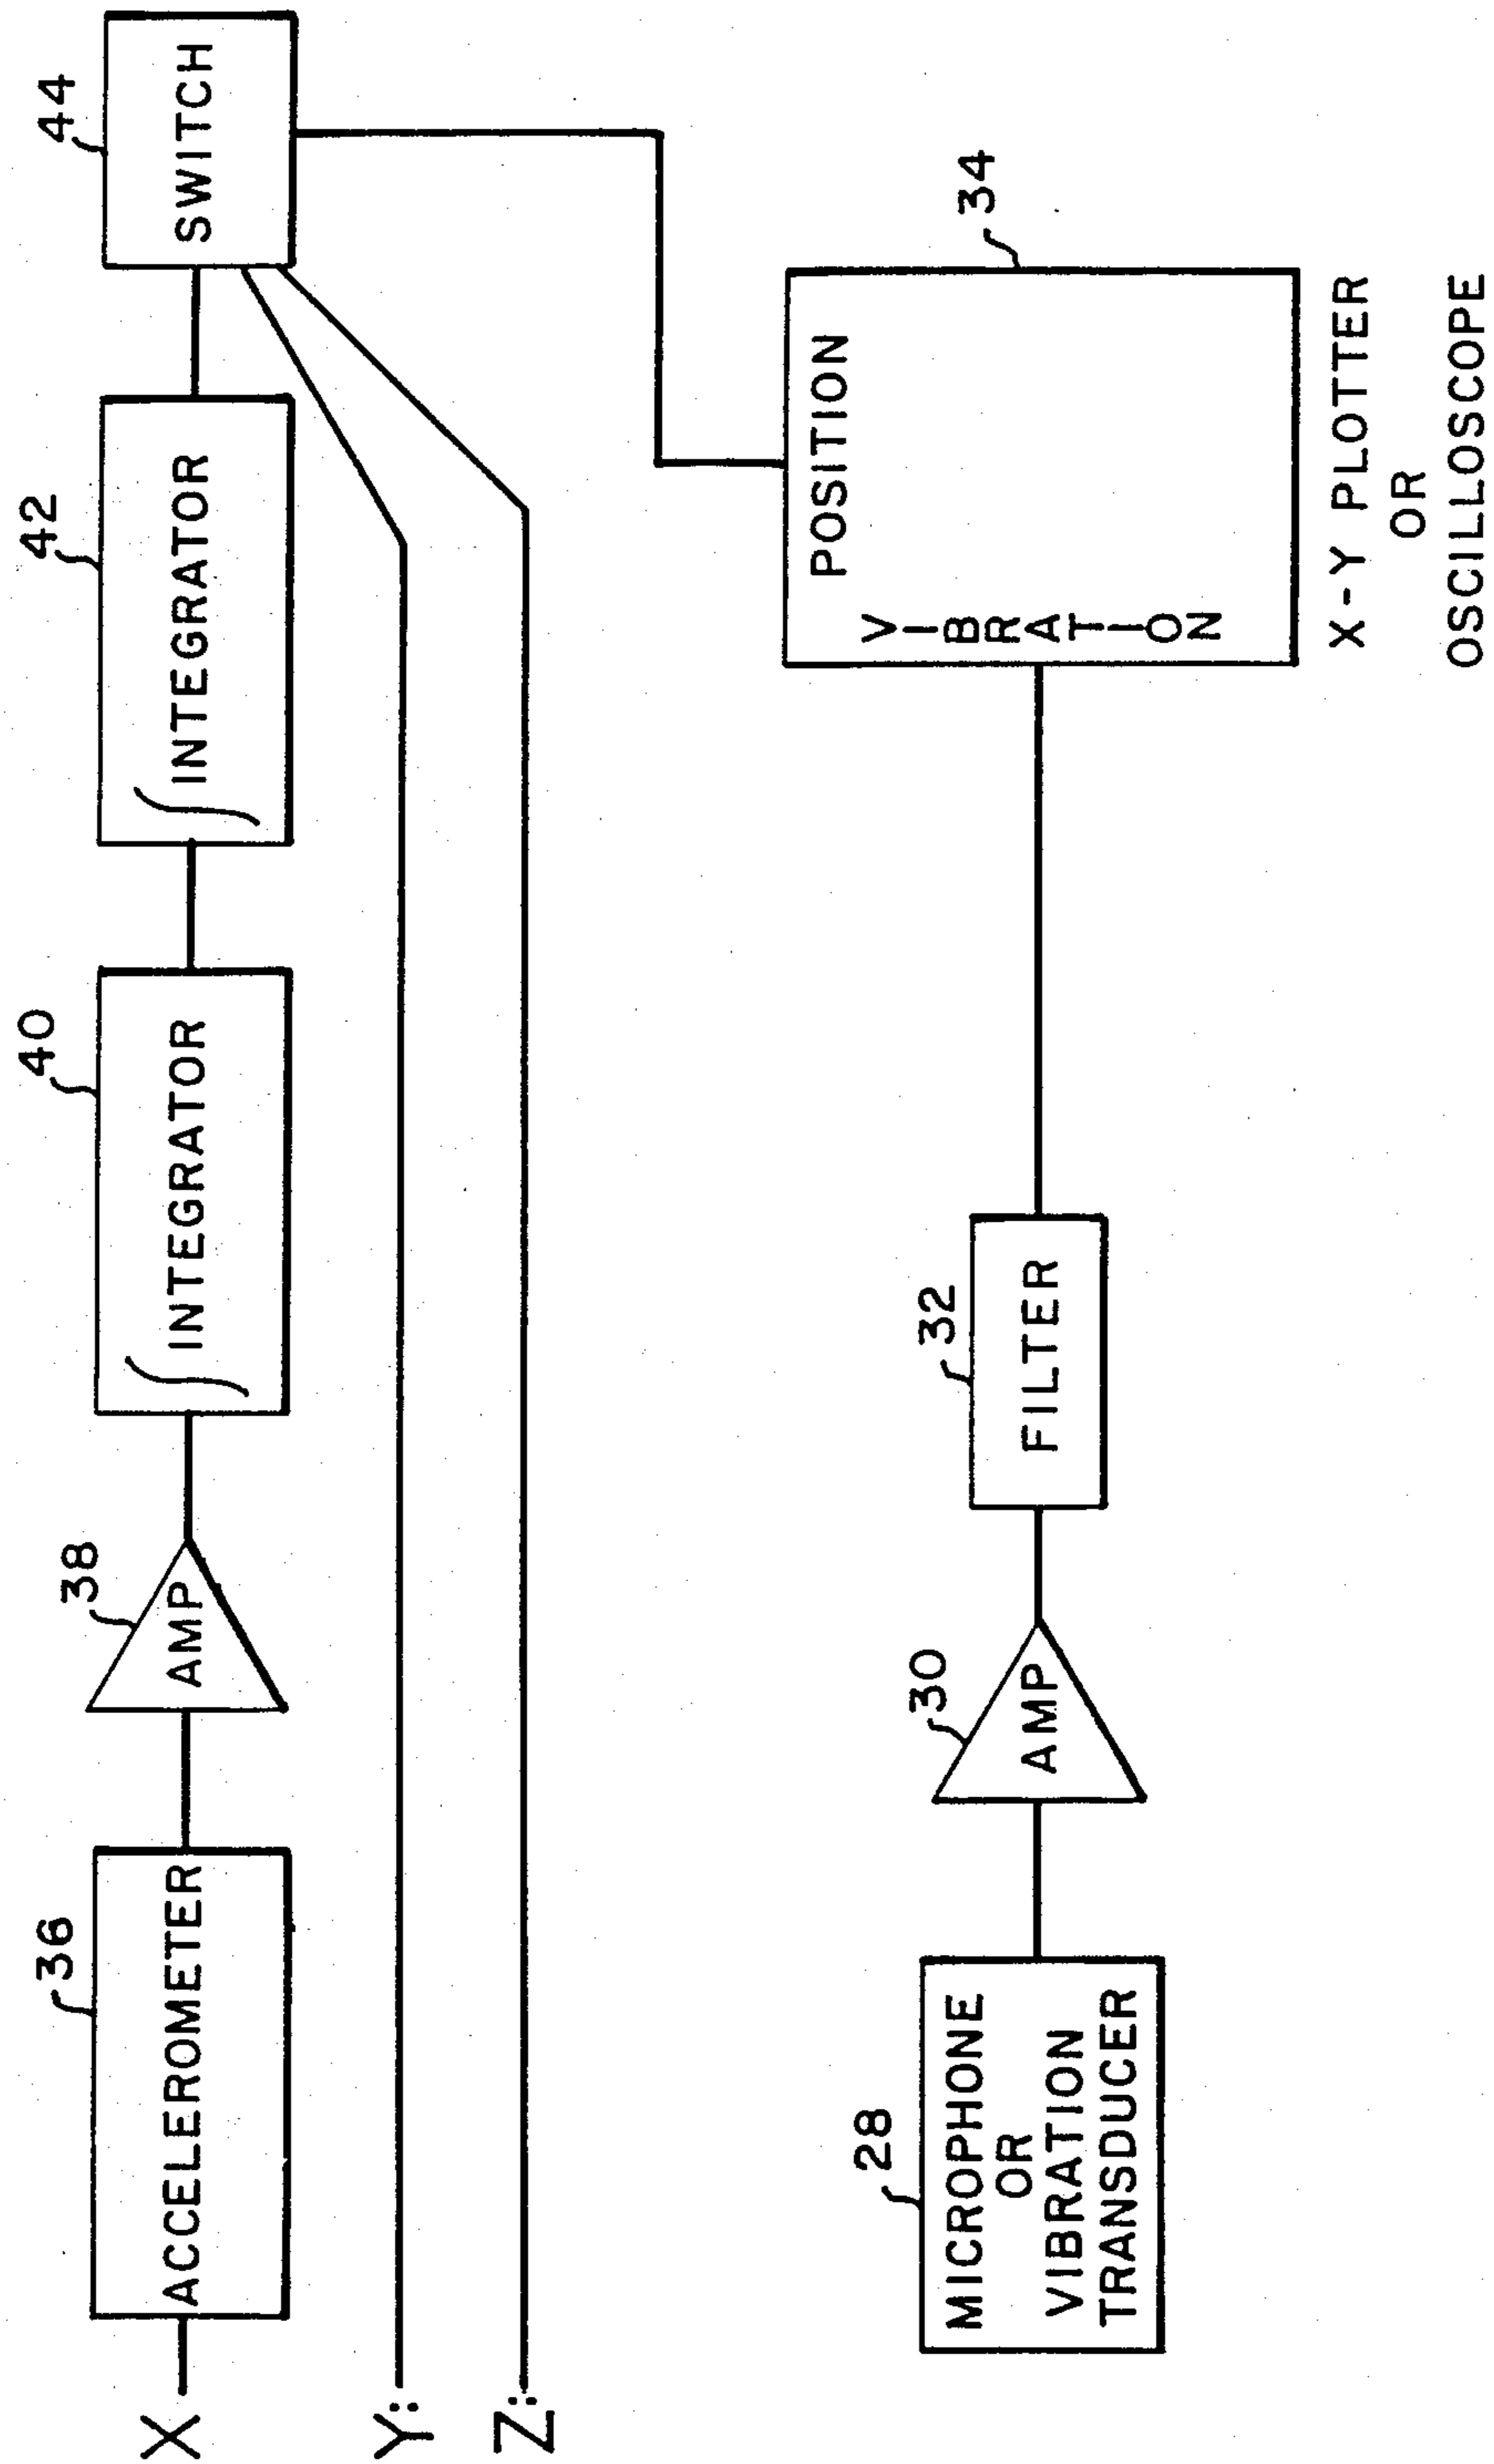 X
36
ACCELEROMETER
38
AMP
40
INTEGRATOR
42
INTEGRATOR
44
SWITCH
Y:
Z:
28
MICROPHONE
OR
VIBRATION
TRANSDUCER
30
AMP
32
FILTER
34
POSITION
VIBRATION
X-Y PLOTTER
OR
OSCILLOSCOPE